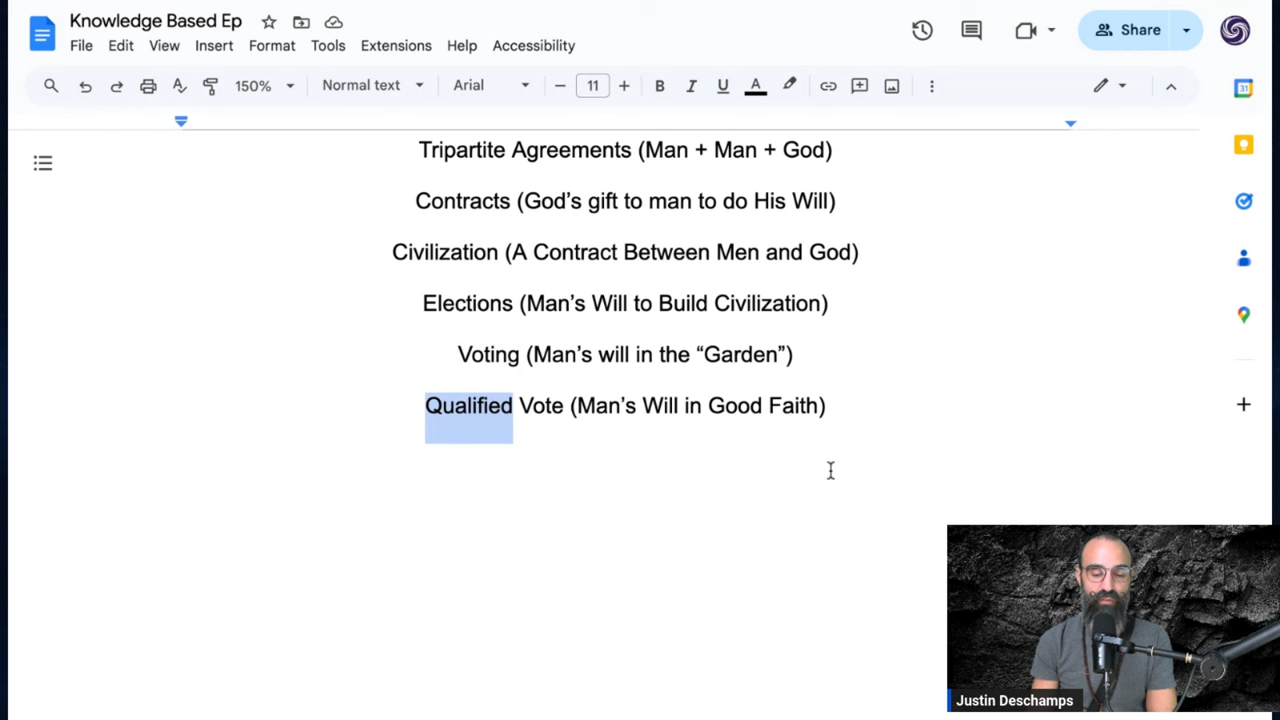 Knowledge Based Ep
File Edit View Insert Format Tools Extensions Help Accessibility
Share
150% Normal text Arial 11 B I U A
31
Tripartite Agreements (Man + Man + God)
Contracts (God’s gift to man to do His Will)
Civilization (A Contract Between Men and God)
Elections (Man’s Will to Build Civilization)
Voting (Man’s will in the “Garden”)
Qualified Vote (Man’s Will in Good Faith)
Justin Deschamps